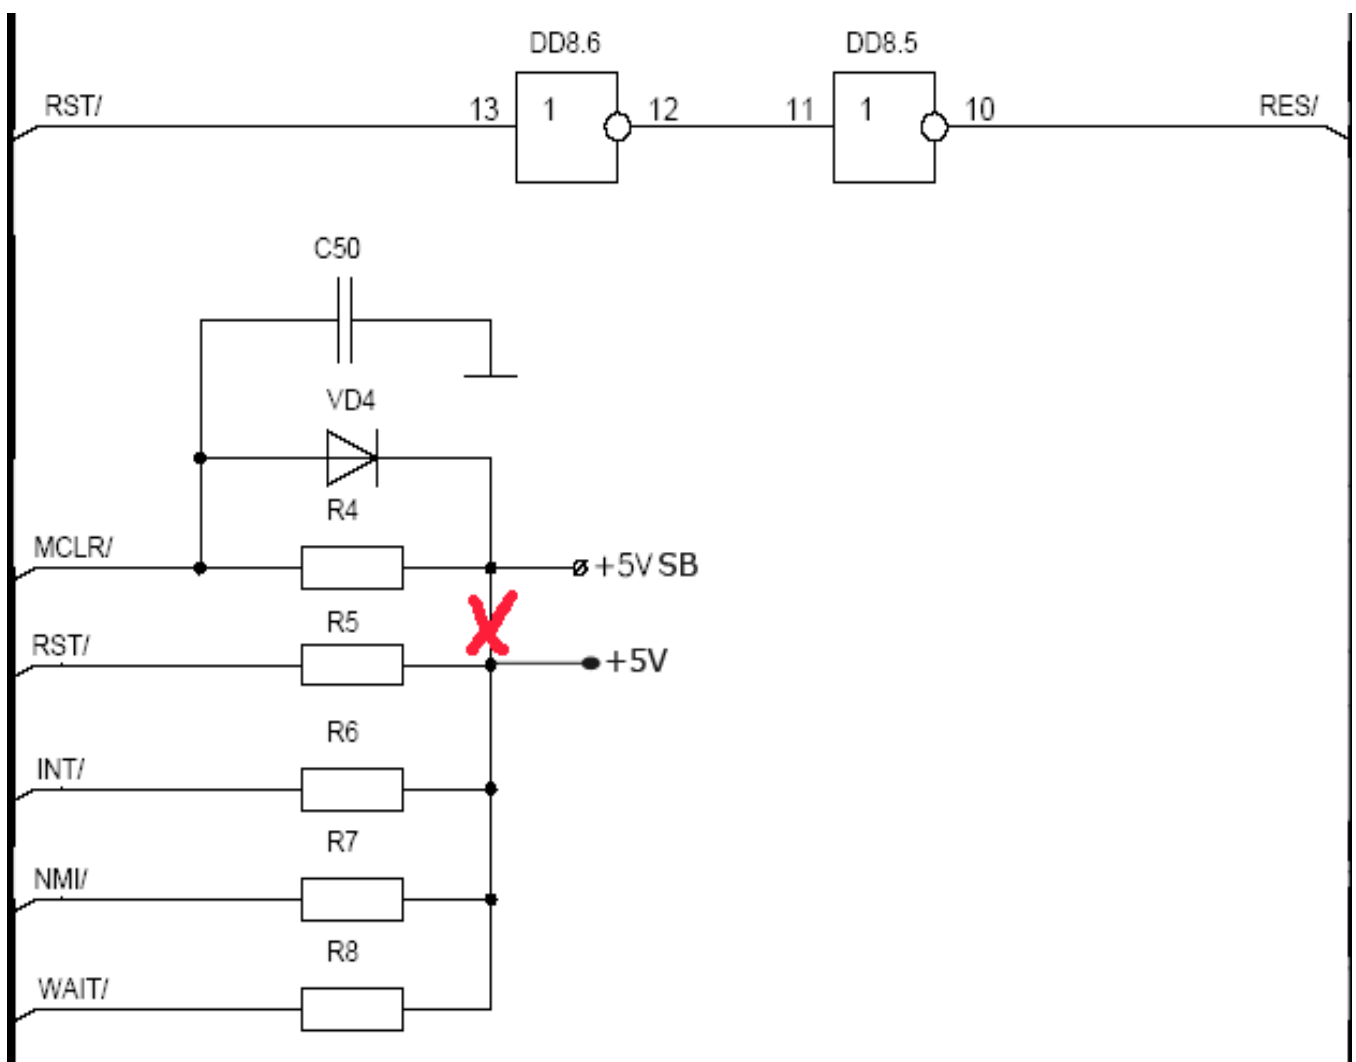 DD8.6 DD8.5
RST/ 13 1 12 11 1 10 RES/
C50
VD4
R4
MCLR/ +5V SB
R5
RST/ +5V
R6
INT/
R7
NMI/
R8
WAIT/